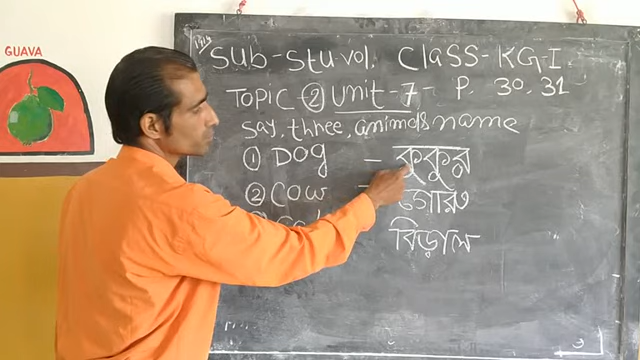 GUAVA
Sub-Stu.vol. Class-KG-I
Topic ② Unit-7- P. 30. 31
say, three, animals name
① Dog - কুকুর
② Cow - গোরু
বিড়াল